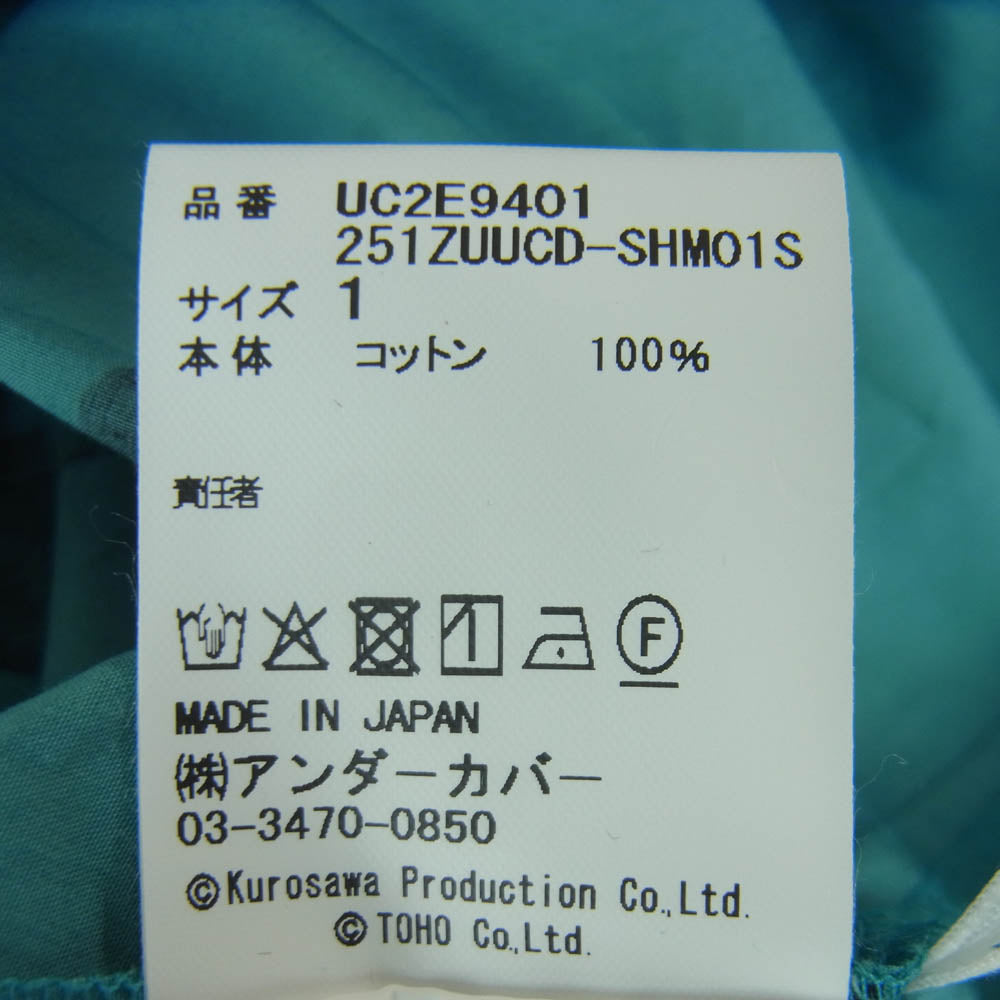 品番 UC2E9401
251ZUUCD-SHM01S
サイズ 1
本体 コットン 100%
責任者
F
MADE IN JAPAN
㈱アンダーカバー
03-3470-0850
©Kurosawa Production Co.,Ltd.
©TOHO Co.,Ltd.